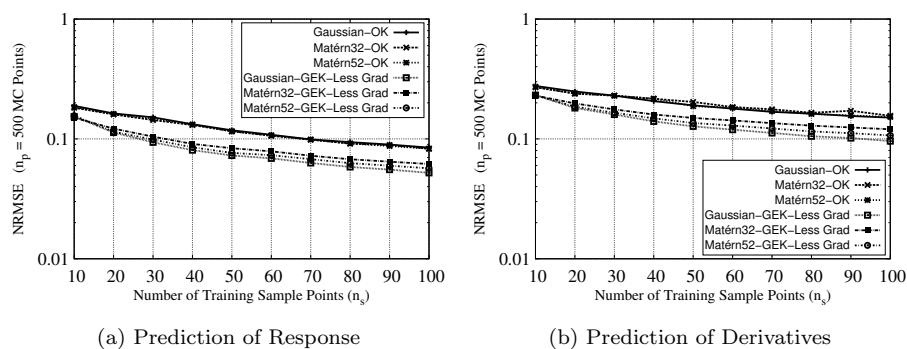 1
0.1
0.01
NRMSE (n_p = 500 MC Points)
10 20 30 40 50 60 70 80 90 100
Number of Training Sample Points (n_s)
Gaussian−OK
Matérn32−OK
Matérn52−OK
Gaussian−GEK−Less Grad
Matérn32−GEK−Less Grad
Matérn52−GEK−Less Grad
(a) Prediction of Response
1
0.1
0.01
NRMSE (n_p = 500 MC Points)
10 20 30 40 50 60 70 80 90 100
Number of Training Sample Points (n_s)
Gaussian−OK
Matérn32−OK
Matérn52−OK
Gaussian−GEK−Less Grad
Matérn32−GEK−Less Grad
Matérn52−GEK−Less Grad
(b) Prediction of Derivatives